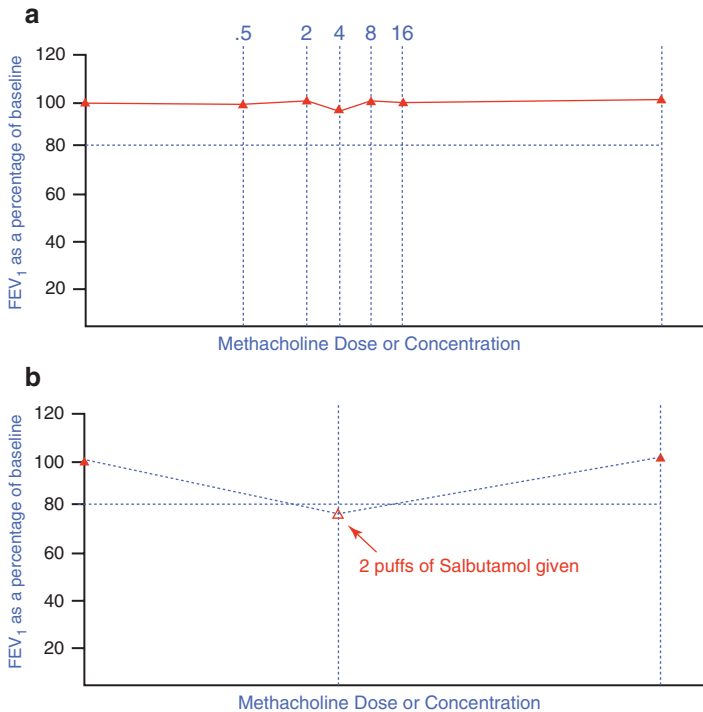 a
.5 2 4 8 16
120
100
80
60
40
20
FEV1 as a percentage of baseline
Methacholine Dose or Concentration
b
120
100
80
60
40
20
FEV1 as a percentage of baseline
2 puffs of Salbutamol given
Methacholine Dose or Concentration